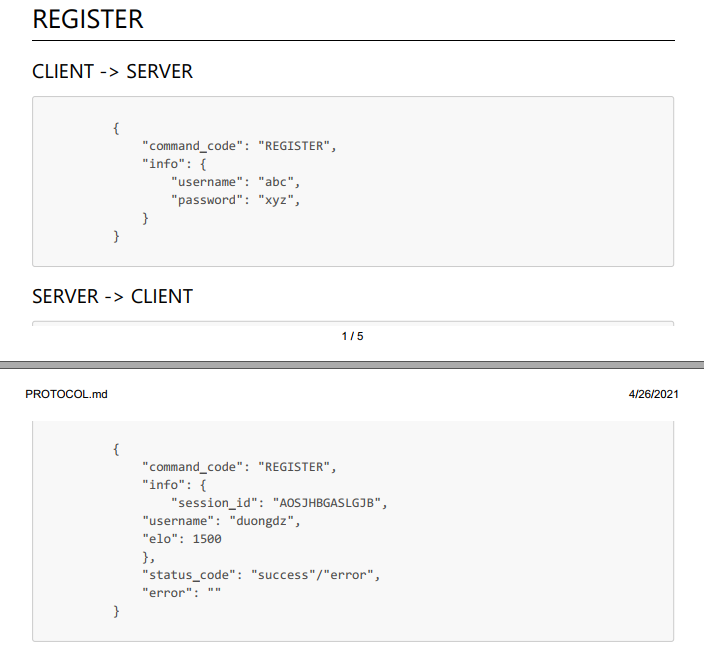 REGISTER
CLIENT -> SERVER
{
"command_code": "REGISTER",
"info": {
"username": "abc",
"password": "xyz",
}
}
SERVER -> CLIENT
1 / 5
PROTOCOL.md
4/26/2021
{
"command_code": "REGISTER",
"info": {
"session_id": "AOSJHBGASLGJB",
"username": "duongdz",
"elo": 1500
},
"status_code": "success"/"error",
"error": ""
}